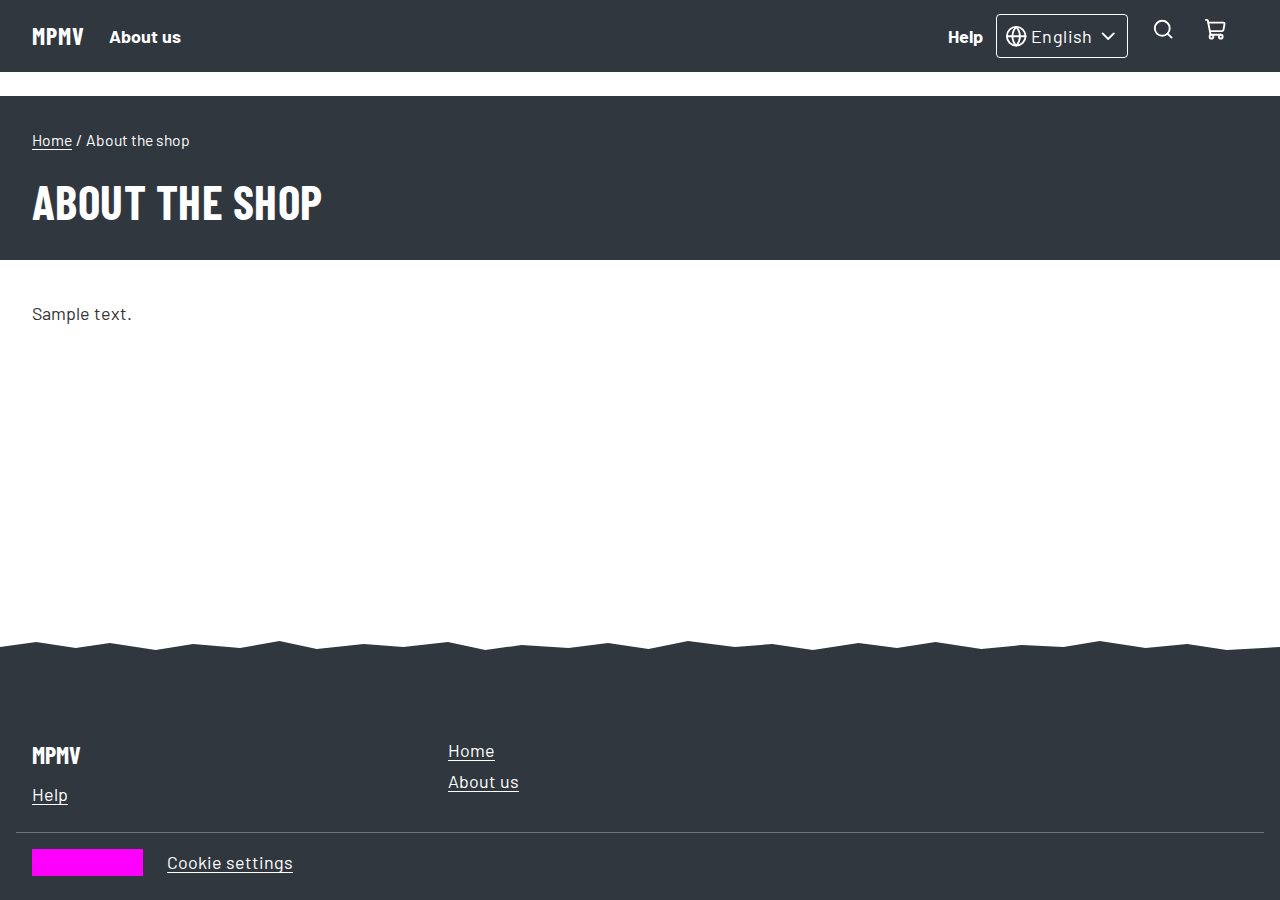 MPMV About us Help English
Home / About the shop
ABOUT THE SHOP
Sample text.
MPMV
Help
Home
About us
Cookie settings